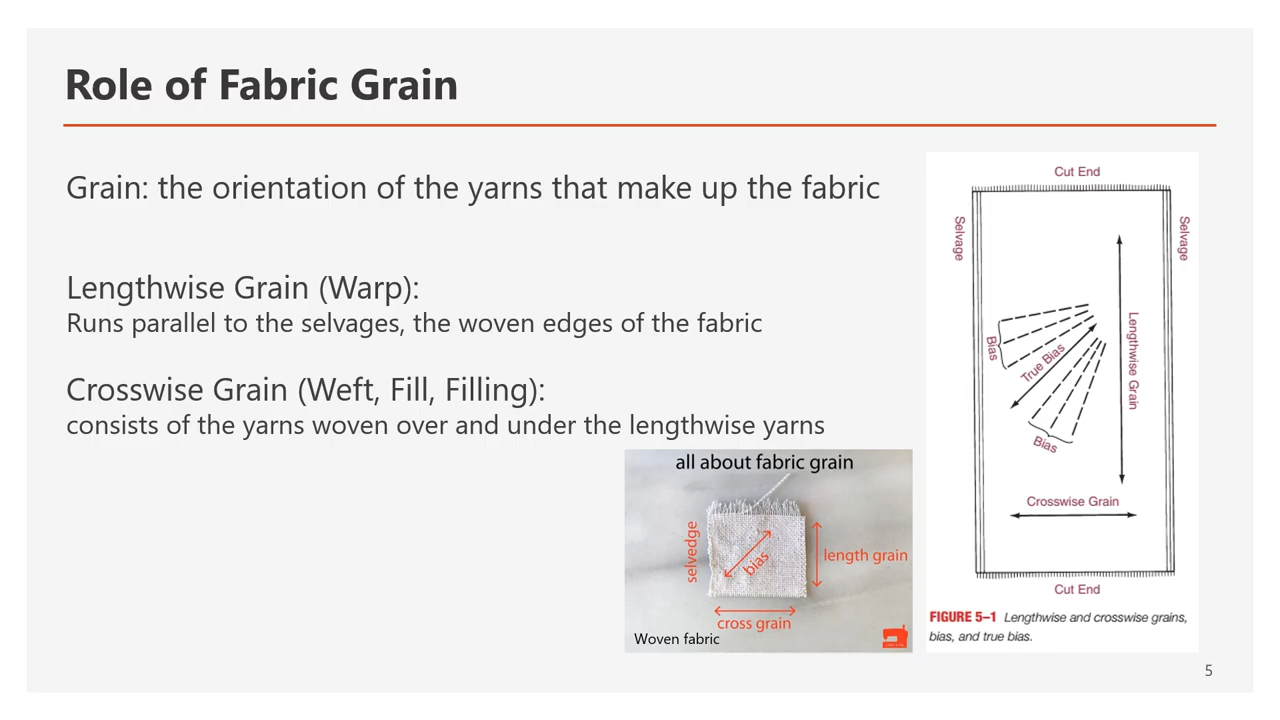 Role of Fabric Grain
Grain: the orientation of the yarns that make up the fabric
Lengthwise Grain (Warp):
Runs parallel to the selvages, the woven edges of the fabric
Crosswise Grain (Weft, Fill, Filling):
consists of the yarns woven over and under the lengthwise yarns
all about fabric grain
selvedge
bias
length grain
cross grain
Woven fabric
Cut End
Selvage
Selvage
Bias
True Bias
Lengthwise Grain
Bias
Crosswise Grain
Cut End
FIGURE 5–1 Lengthwise and crosswise grains,
bias, and true bias.
5